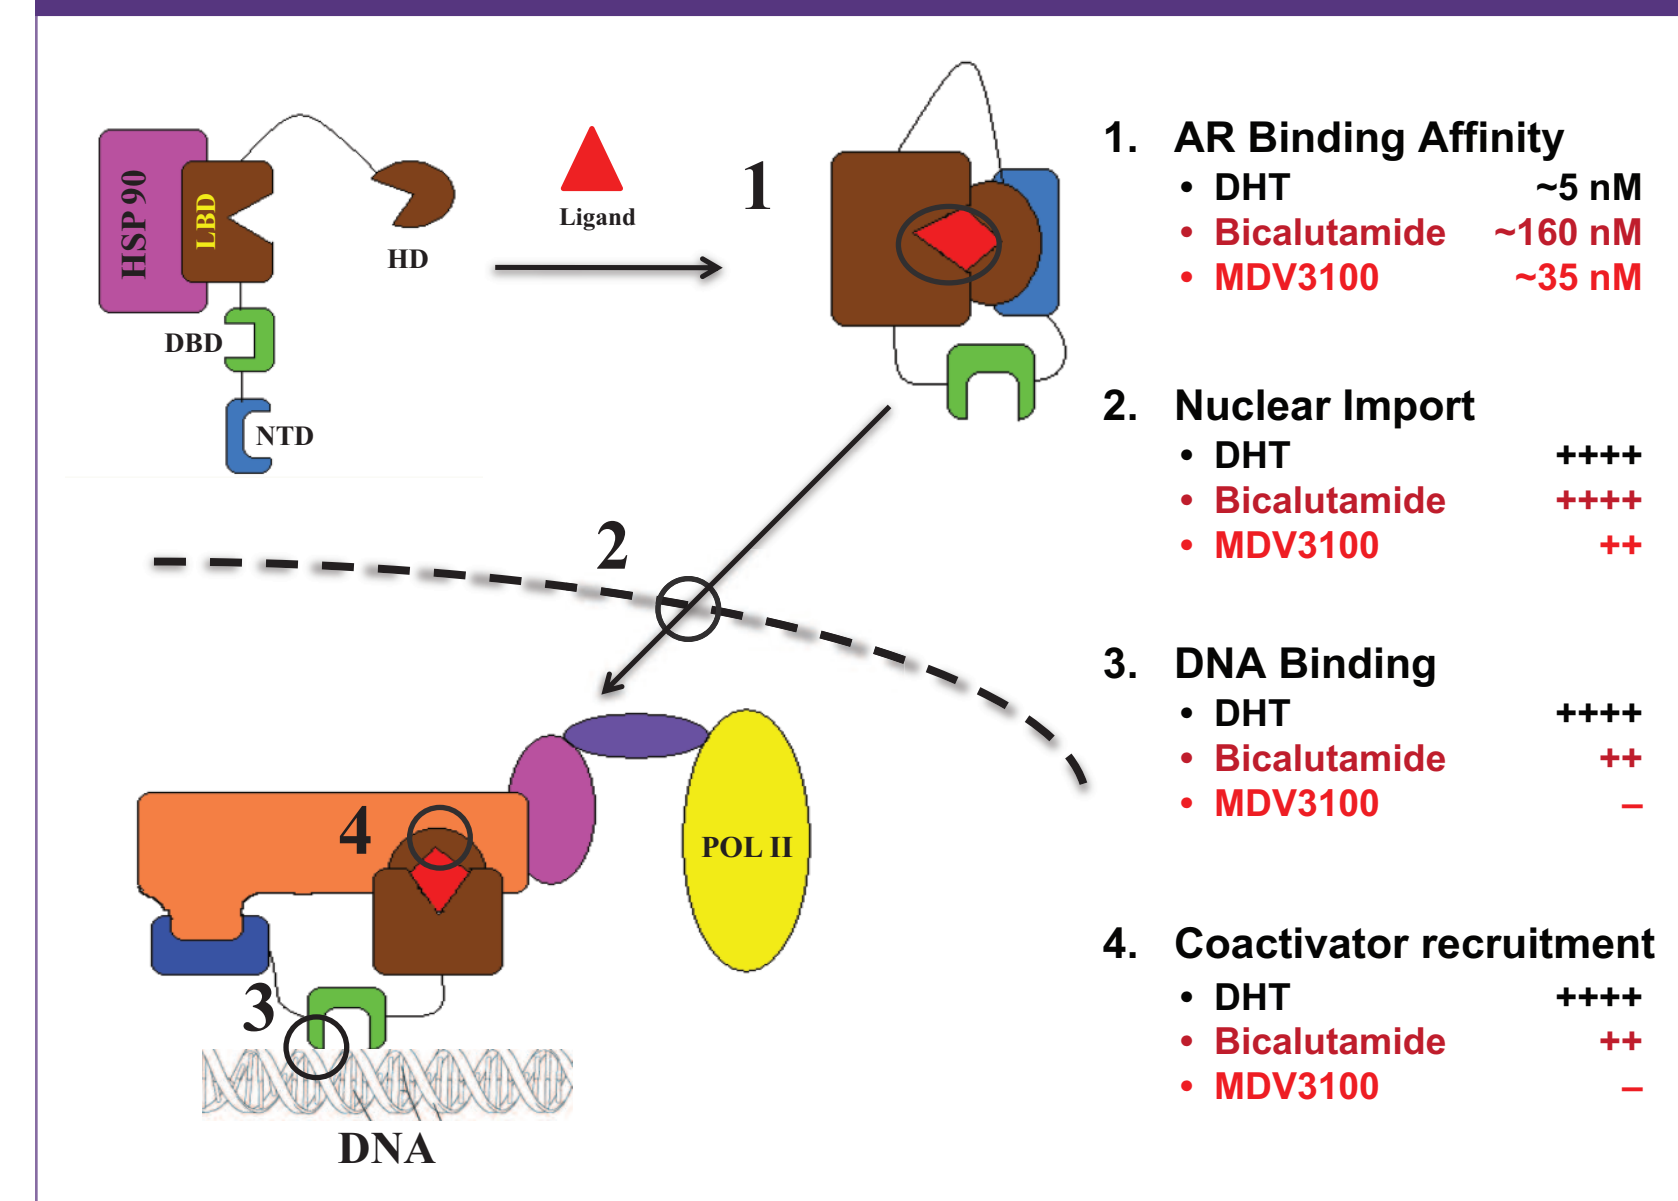 HSP 90
LBD
HD
DBD
NTD
Ligand
1
2
POL II
4
3
DNA
1. AR Binding Affinity
• DHT ~5 nM
• Bicalutamide ~160 nM
• MDV3100 ~35 nM
2. Nuclear Import
• DHT ++++
• Bicalutamide ++++
• MDV3100 ++
3. DNA Binding
• DHT ++++
• Bicalutamide ++
• MDV3100 –
4. Coactivator recruitment
• DHT ++++
• Bicalutamide ++
• MDV3100 –